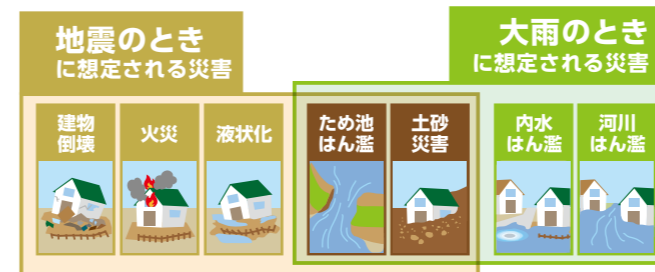 地震のとき
に想定される災害
大雨のとき
に想定される災害
建物
倒壊
火災
液状化
ため池
はん濫
土砂
災害
内水
はん濫
河川
はん濫